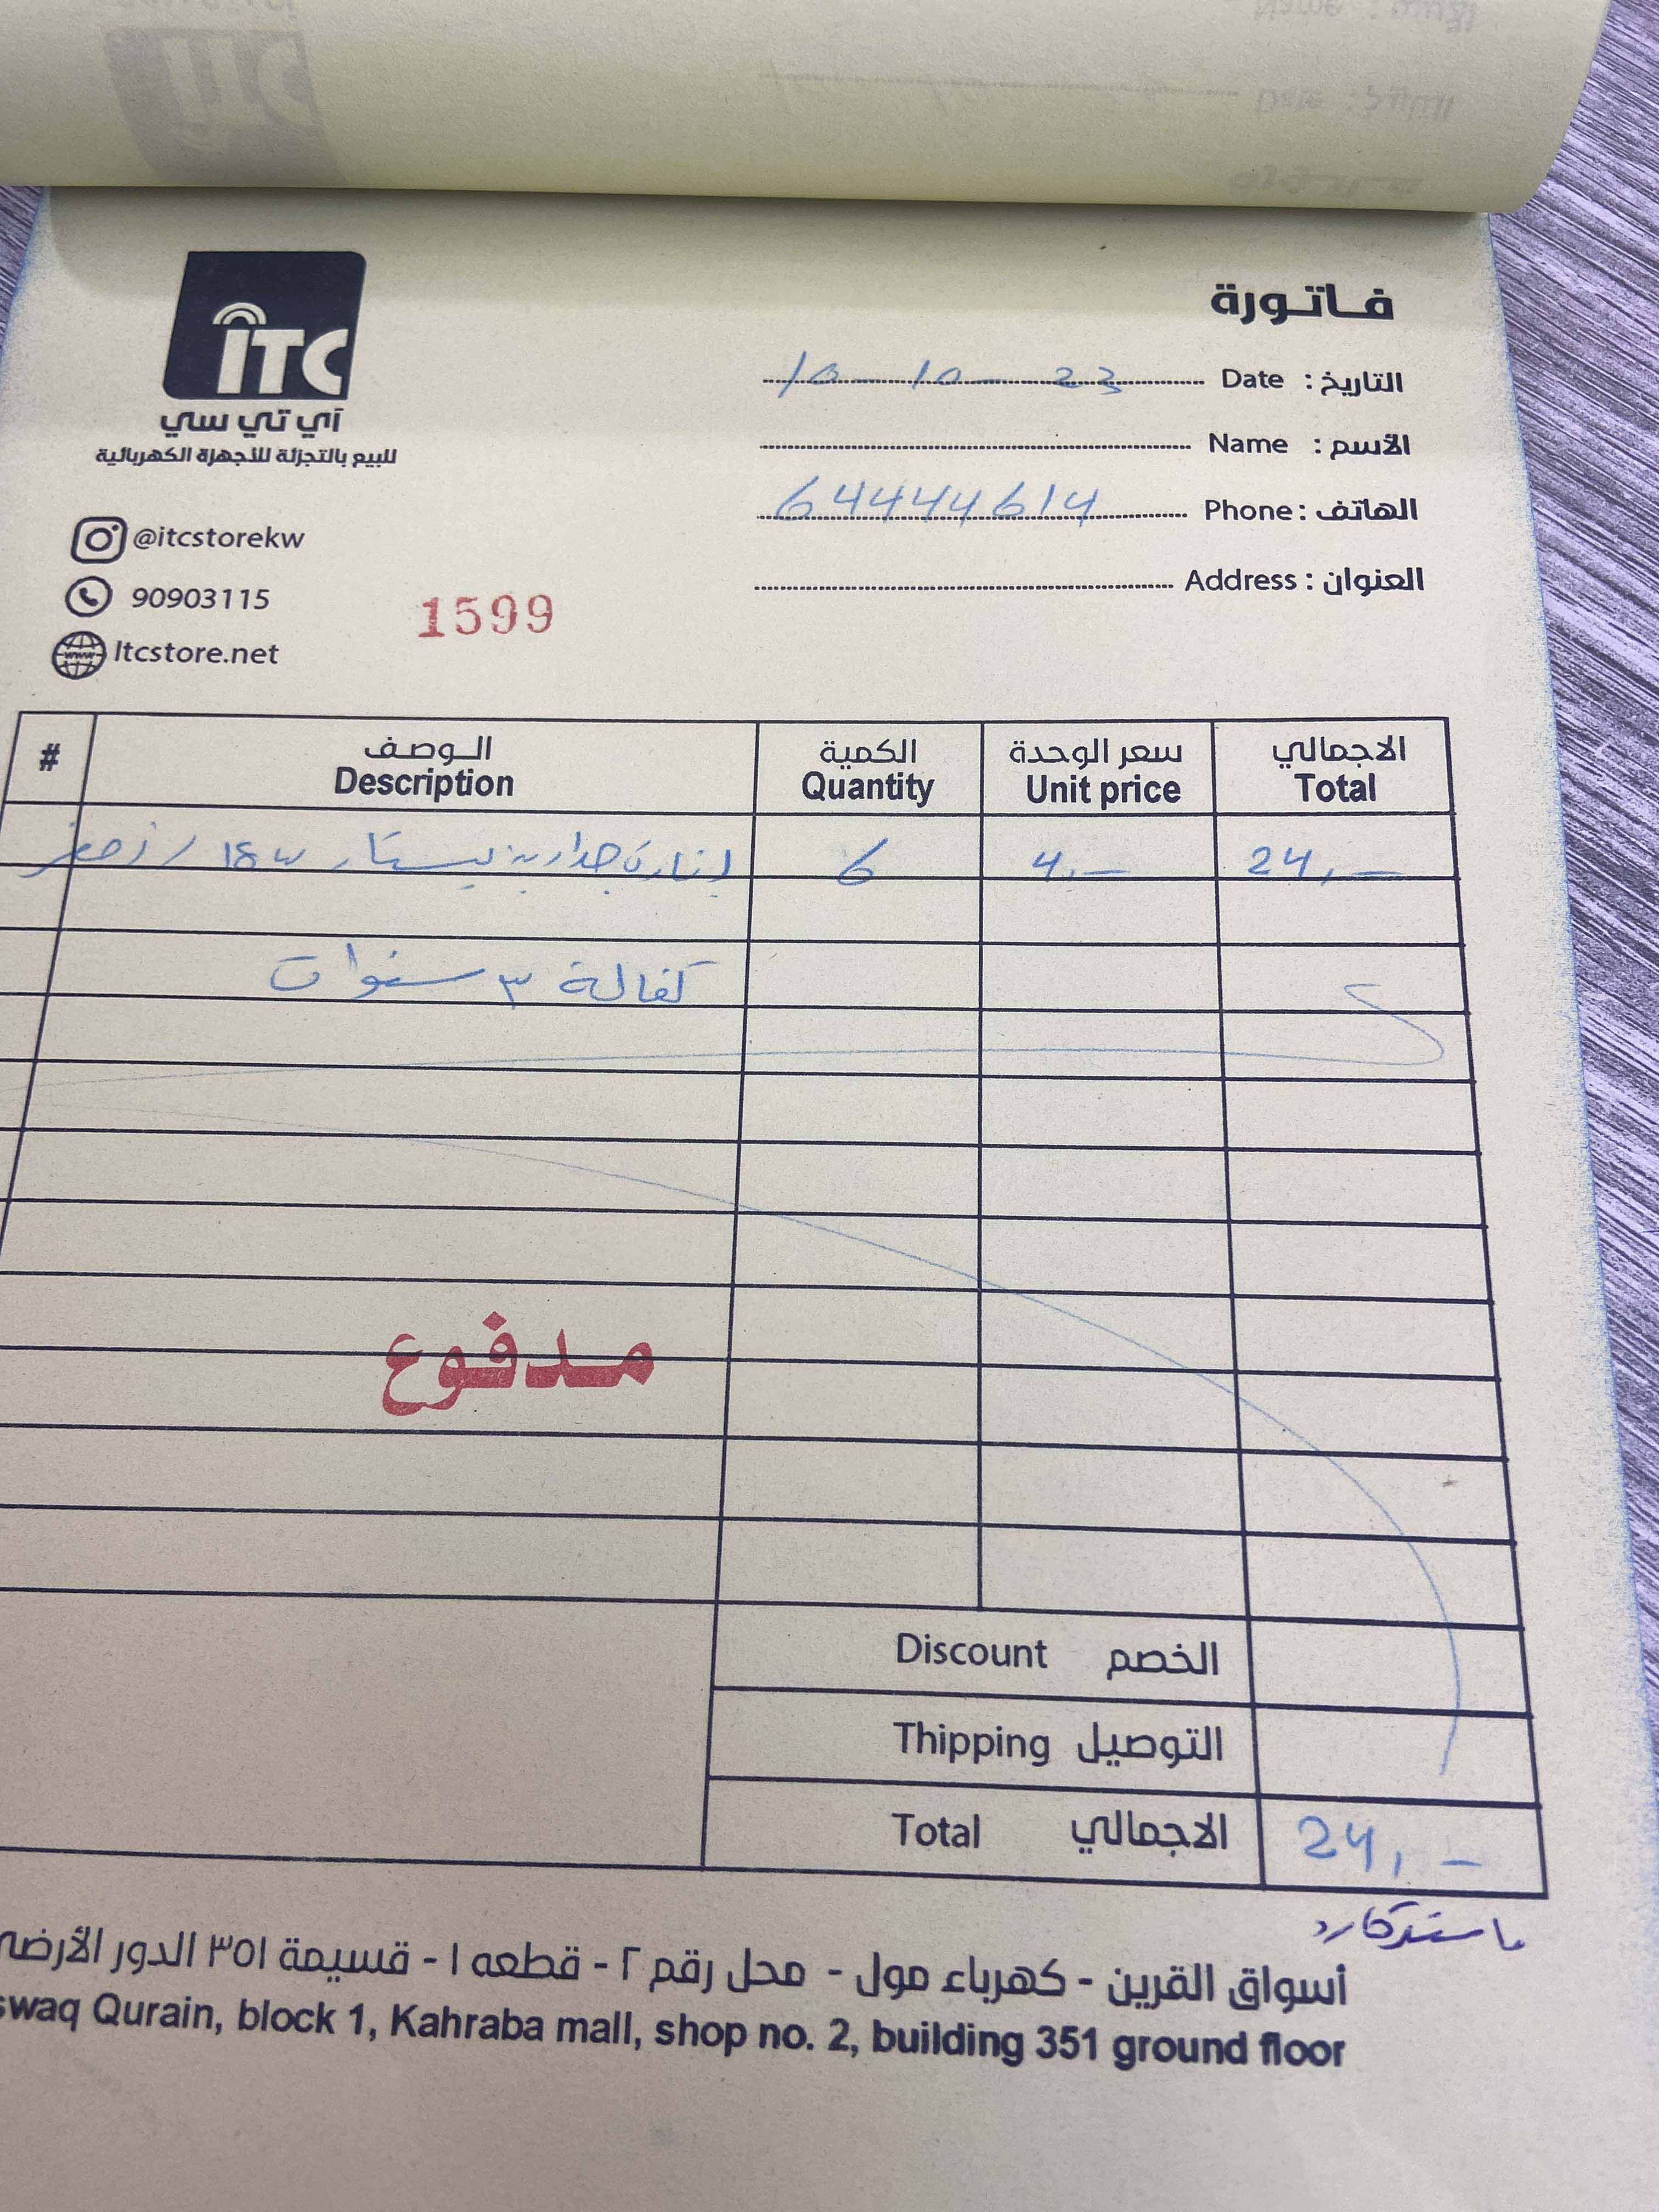 ITC
آي تي سي
للبيع بالتجزئة للأجهزة الكهربائية
@itcstorekw
90903115
Itcstore.net
1599
فاتورة
التاريخ : Date 10-10-23
الأسم : Name
الهاتف : Phone 64444614
العنوان : Address
# الوصف الكمية سعر الوحدة الاجمالي
Description Quantity Unit price Total
إنارة جدارية بيستار 18w / أصفر 6 4,- 24,-
كفالة ٣ سنوات
مدفوع
Discount الخصم
Thipping التوصيل
Total الاجمالي 24,-
ماستركارد
أسواق القرين - كهرباء مول - محل رقم ٢ - قطعه ١ - قسيمة ٣٥١ الدور الأرضي
swaq Qurain, block 1, Kahraba mall, shop no. 2, building 351 ground floor